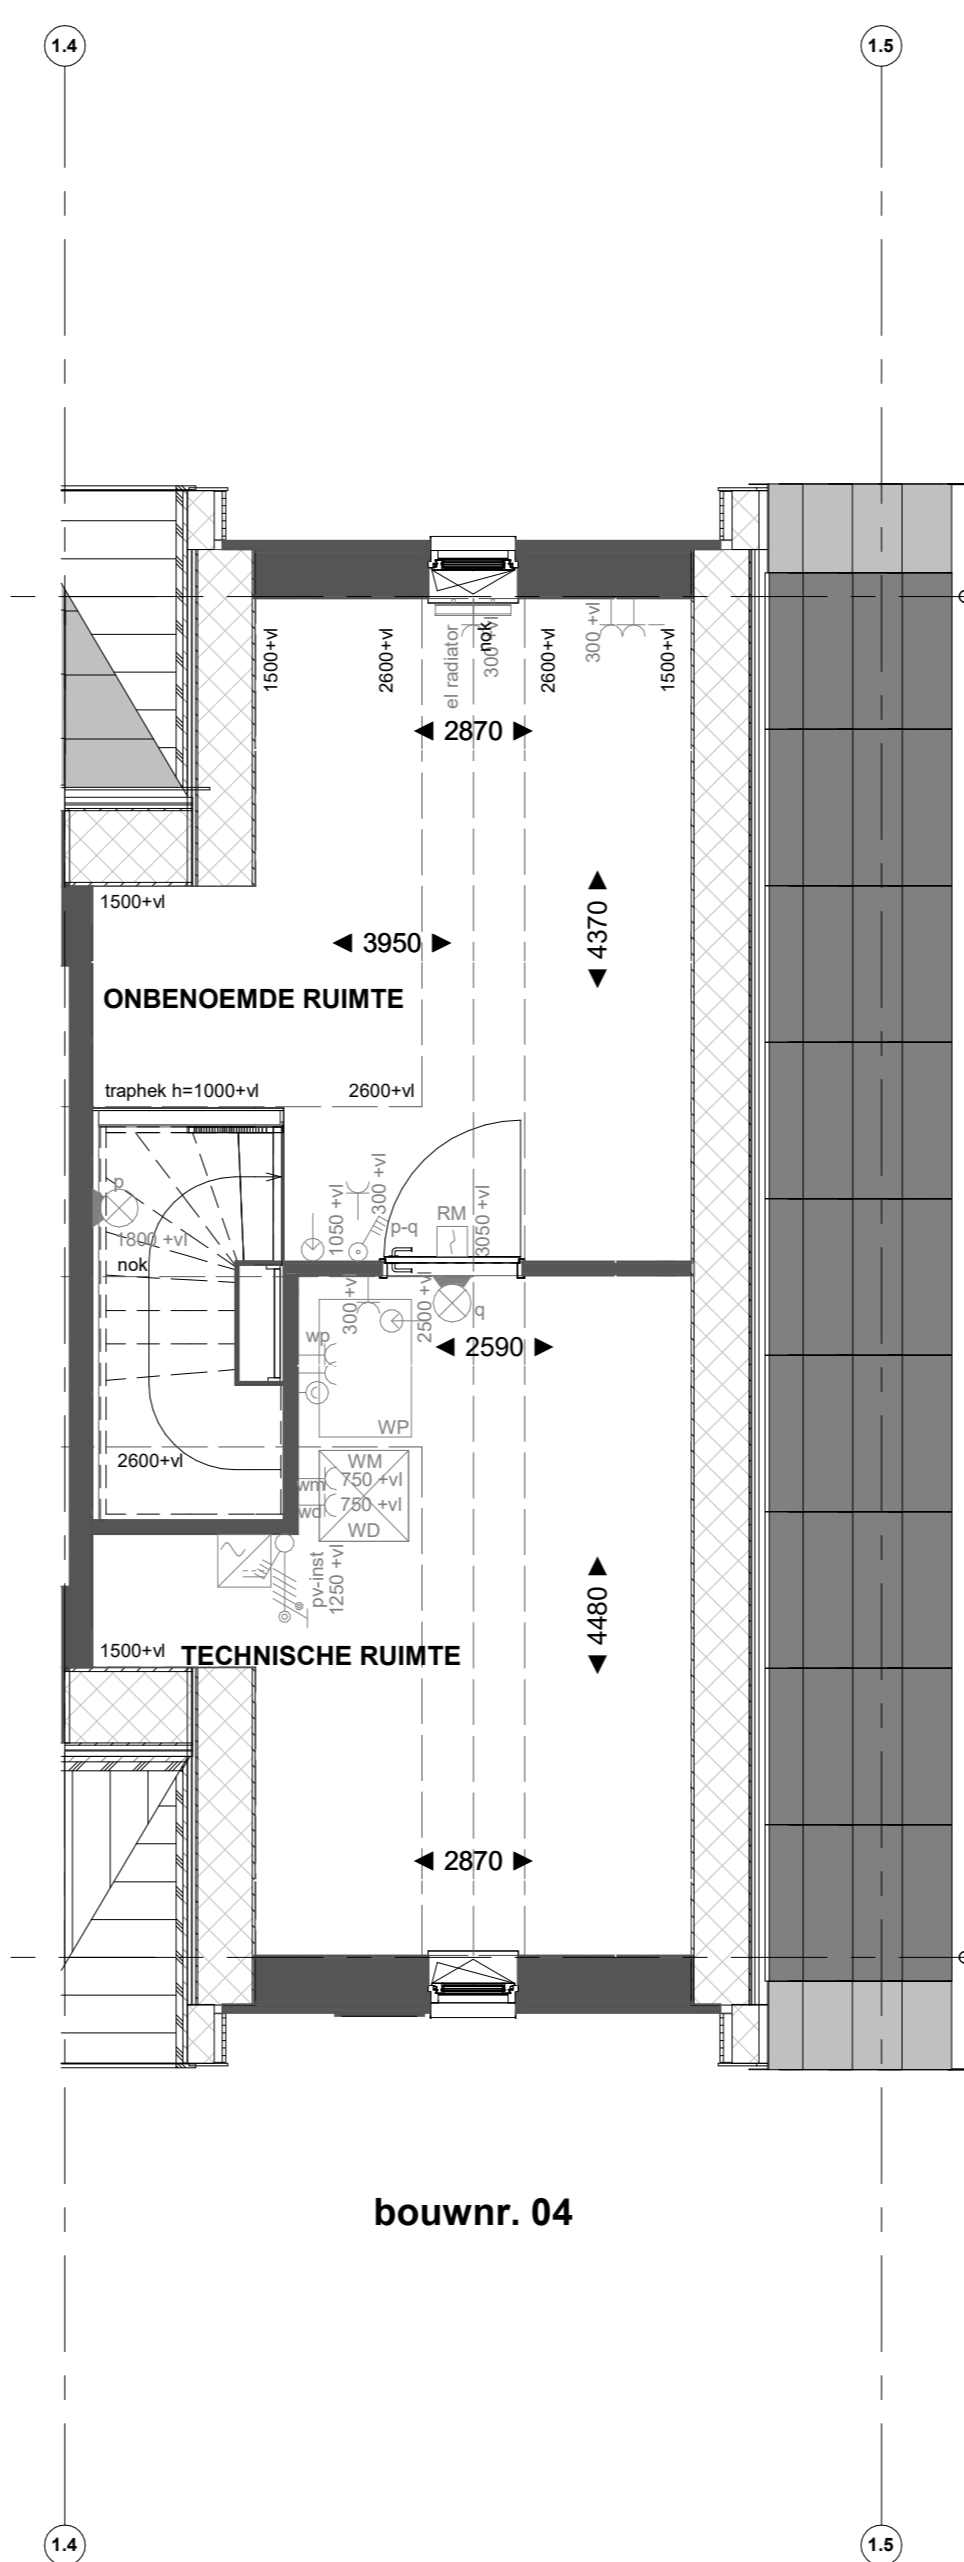 1.4
1.5
1500+vl
2600+vl
el radiator
300 +vl
nok
2600+vl
300 +vl
1500+vl
2870
1500+vl
3950
4370
ONBENOEMDE RUIMTE
traphek h=1000+vl
2600+vl
p
1800 +vl
nok
1050 +vl
300 +vl
p-q
RM
3050 +vl
300 +vl
2500 +vl
q
wp
2590
WP
2600+vl
WM
wm
750 +vl
wd
750 +vl
WD
pv-inst
1250 +vl
4480
1500+vl
TECHNISCHE RUIMTE
2870
bouwnr. 04
1.4
1.5